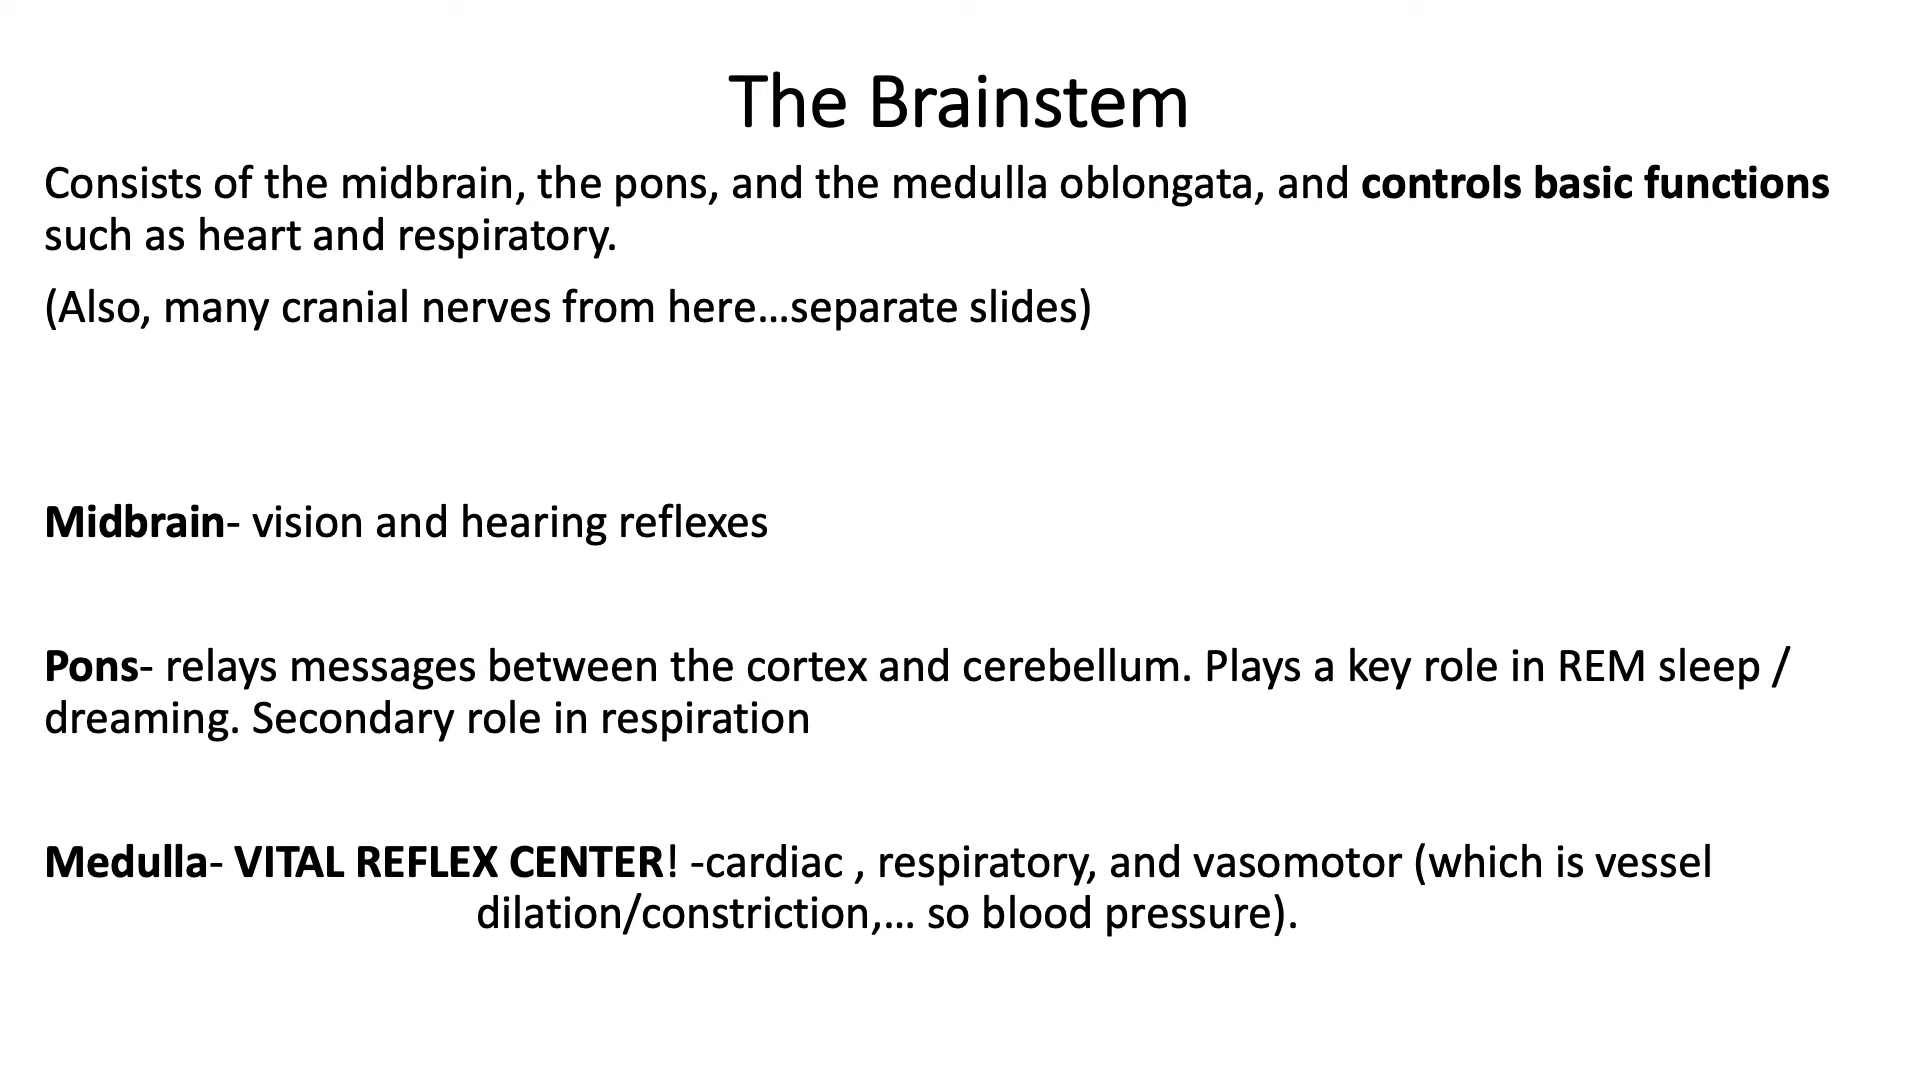 The Brainstem
Consists of the midbrain, the pons, and the medulla oblongata, and controls basic functions
such as heart and respiratory.
(Also, many cranial nerves from here…separate slides)
Midbrain- vision and hearing reflexes
Pons- relays messages between the cortex and cerebellum. Plays a key role in REM sleep /
dreaming. Secondary role in respiration
Medulla- VITAL REFLEX CENTER! -cardiac , respiratory, and vasomotor (which is vessel
dilation/constriction,… so blood pressure).